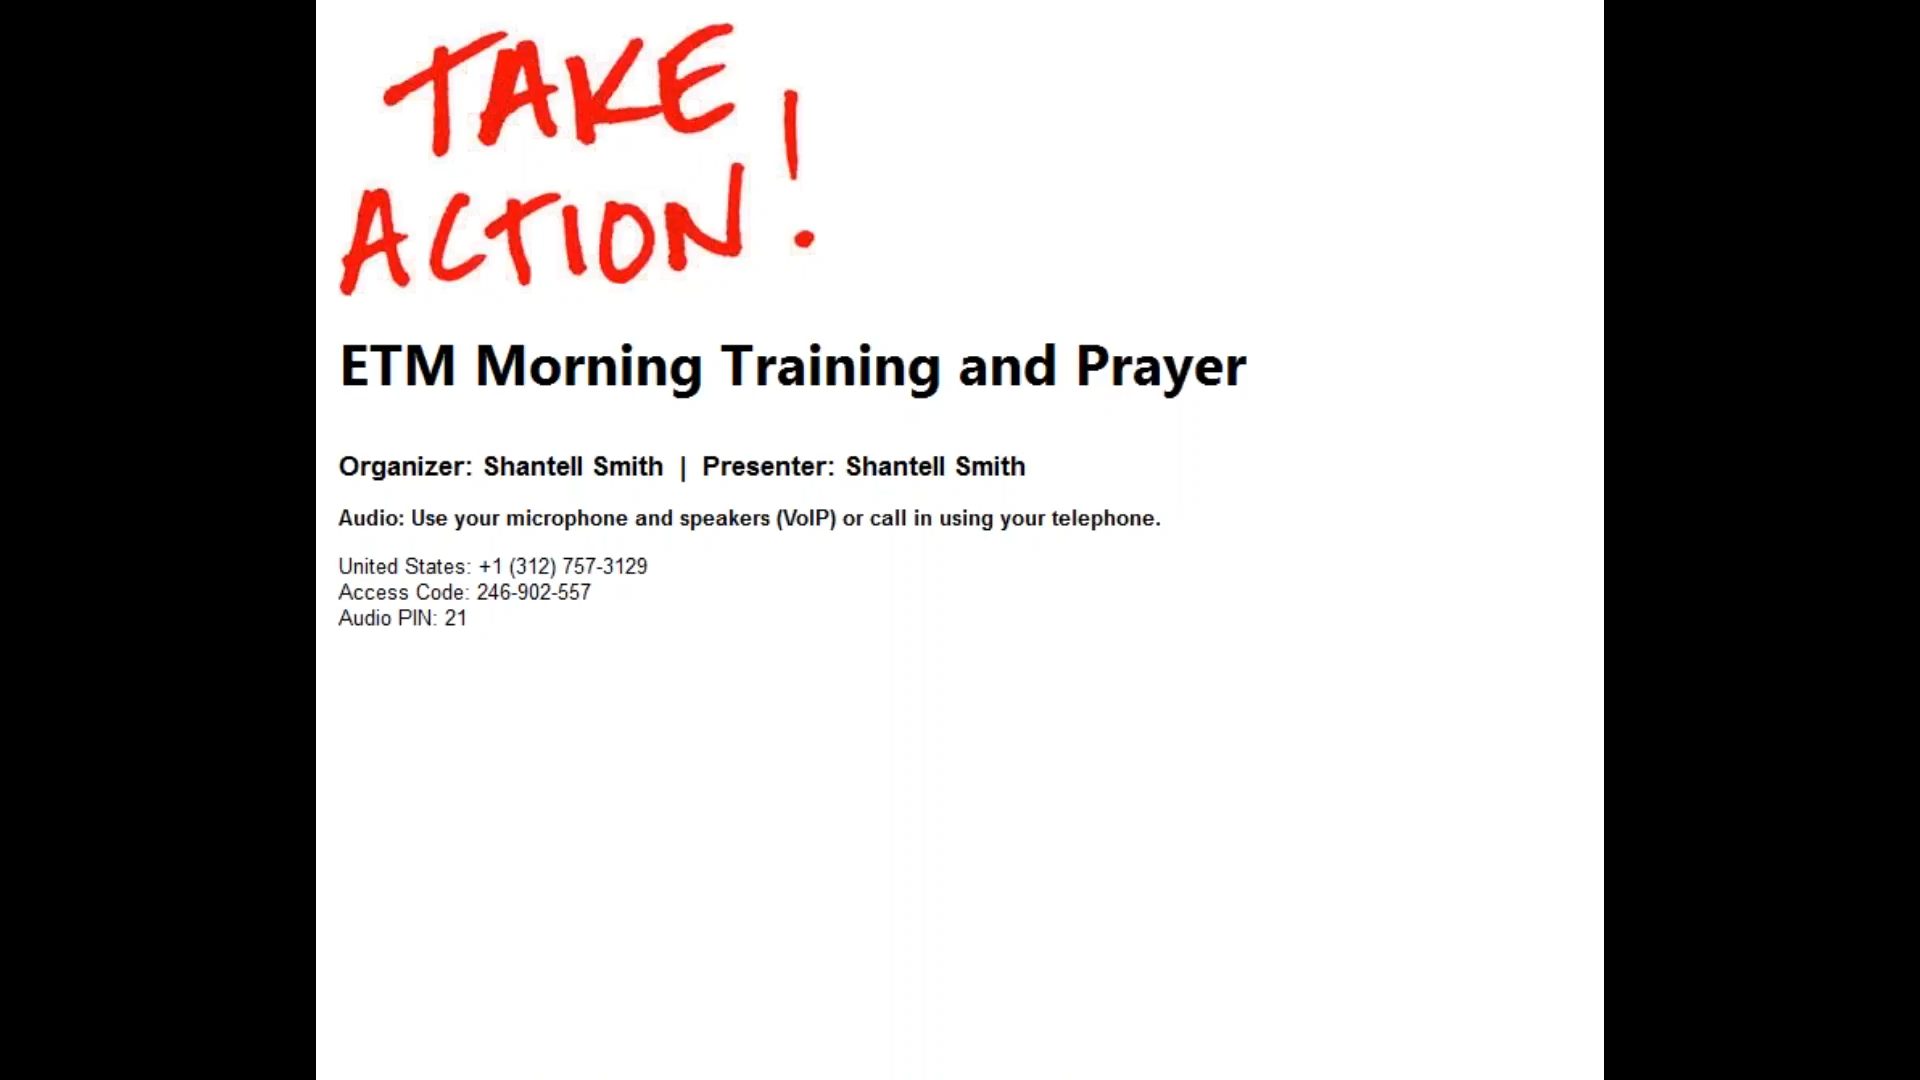 TAKE
ACTION!
ETM Morning Training and Prayer
Organizer: Shantell Smith | Presenter: Shantell Smith
Audio: Use your microphone and speakers (VoIP) or call in using your telephone.
United States: +1 (312) 757-3129
Access Code: 246-902-557
Audio PIN: 21